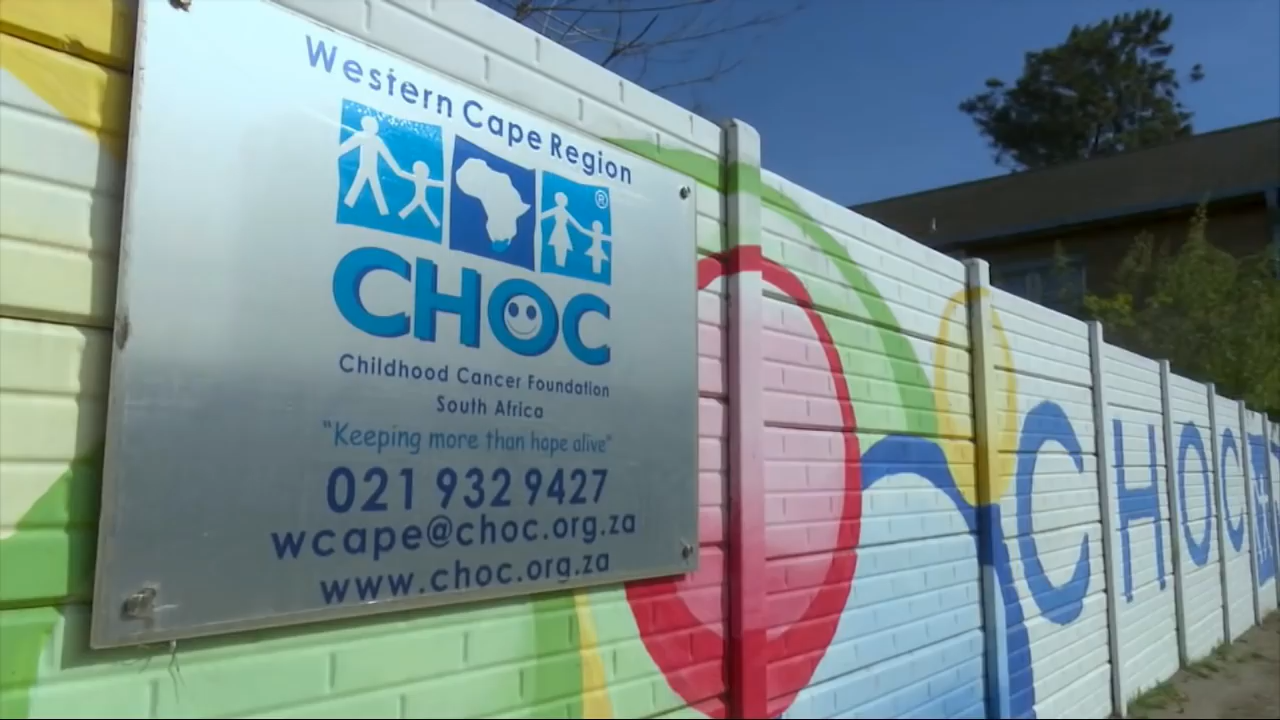 Western Cape Region
®
CHOC
Childhood Cancer Foundation
South Africa
"Keeping more than hope alive"
021 932 9427
wcape@choc.org.za
www.choc.org.za
CHOC